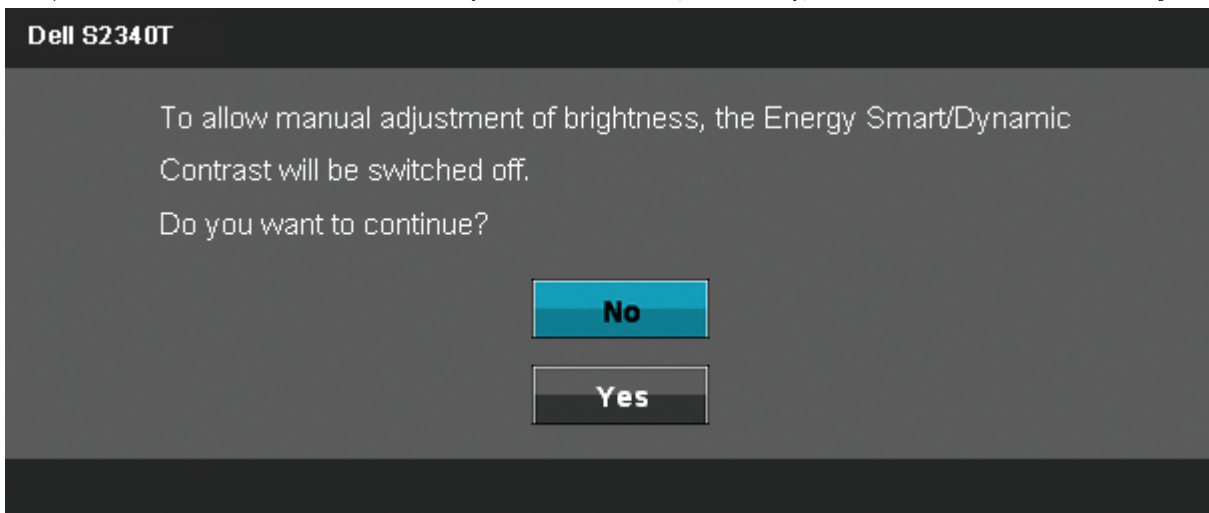 Dell S2340T
To allow manual adjustment of brightness, the Energy Smart/Dynamic
Contrast will be switched off.
Do you want to continue?
No
Yes